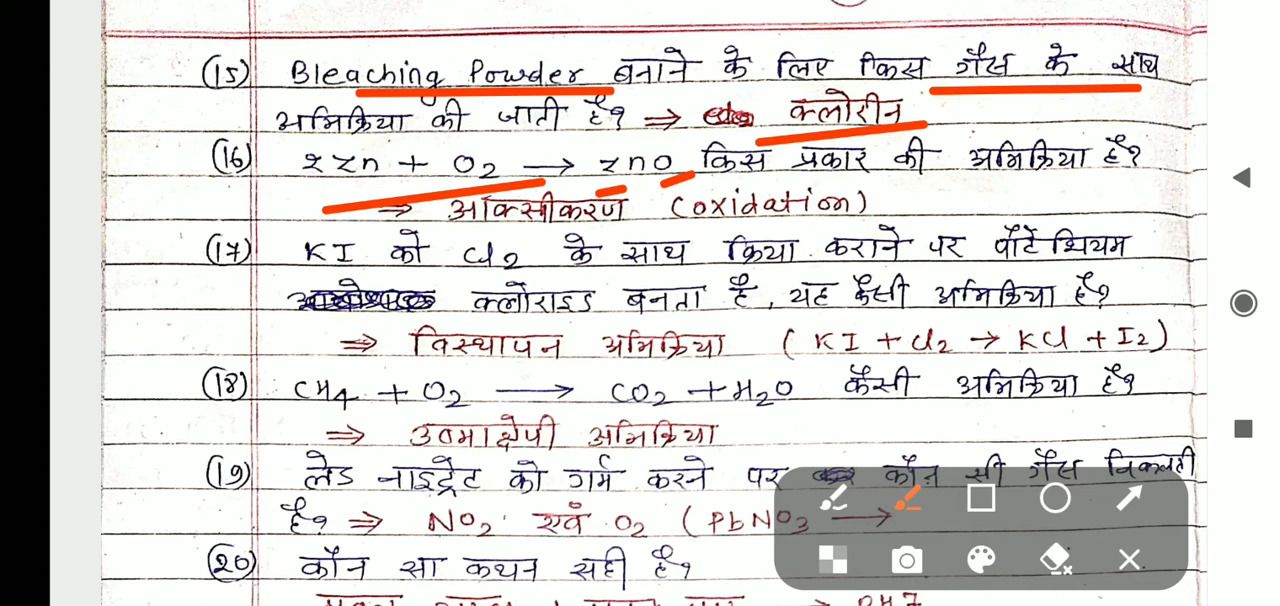 (15) Bleaching Powder बनाने के लिए किस गैस के साथ
अभिक्रिया की जाती है? ⇒ क्लोरीन
(16) 2Zn + O2 → ZnO किस प्रकार की अभिक्रिया है?
⇒ ऑक्सीकरण (oxidation)
(17) KI को Cl2 के साथ क्रिया कराने पर पोटैशियम
क्लोराइड बनता है, यह कैसी अभिक्रिया है?
⇒ विस्थापन अभिक्रिया (KI + Cl2 → KCl + I2)
(18) CH4 + O2 → CO2 + H2O कैसी अभिक्रिया है?
⇒ उष्माक्षेपी अभिक्रिया
(19) लेड नाइट्रेट को गर्म करने पर कौन सी गैस निकलती
है? ⇒ NO2 एवं O2 (PbNO3 →
(20) कौन सा कथन सही है?